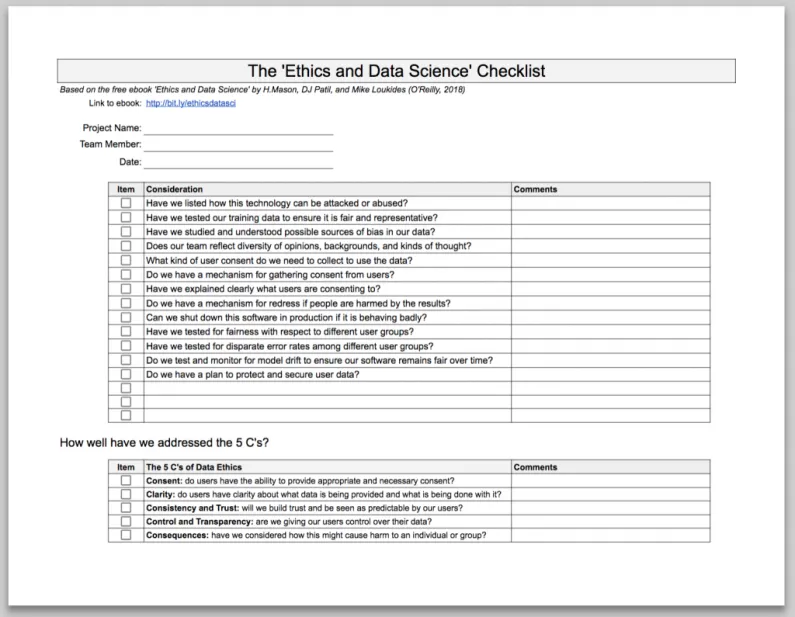 The 'Ethics and Data Science' Checklist
Based on the free ebook 'Ethics and Data Science' by H.Mason, DJ Patil, and Mike Loukides (O'Reilly, 2018)
Link to ebook: http://bit.ly/ethicsdatasci
Project Name:
Team Member:
Date:
Item Consideration Comments
Have we listed how this technology can be attacked or abused?
Have we tested our training data to ensure it is fair and representative?
Have we studied and understood possible sources of bias in our data?
Does our team reflect diversity of opinions, backgrounds, and kinds of thought?
What kind of user consent do we need to collect to use the data?
Do we have a mechanism for gathering consent from users?
Have we explained clearly what users are consenting to?
Do we have a mechanism for redress if people are harmed by the results?
Can we shut down this software in production if it is behaving badly?
Have we tested for fairness with respect to different user groups?
Have we tested for disparate error rates among different user groups?
Do we test and monitor for model drift to ensure our software remains fair over time?
Do we have a plan to protect and secure user data?
How well have we addressed the 5 C's?
Item The 5 C's of Data Ethics Comments
Consent: do users have the ability to provide appropriate and necessary consent?
Clarity: do users have clarity about what data is being provided and what is being done with it?
Consistency and Trust: will we build trust and be seen as predictable by our users?
Control and Transparency: are we giving our users control over their data?
Consequences: have we considered how this might cause harm to an individual or group?